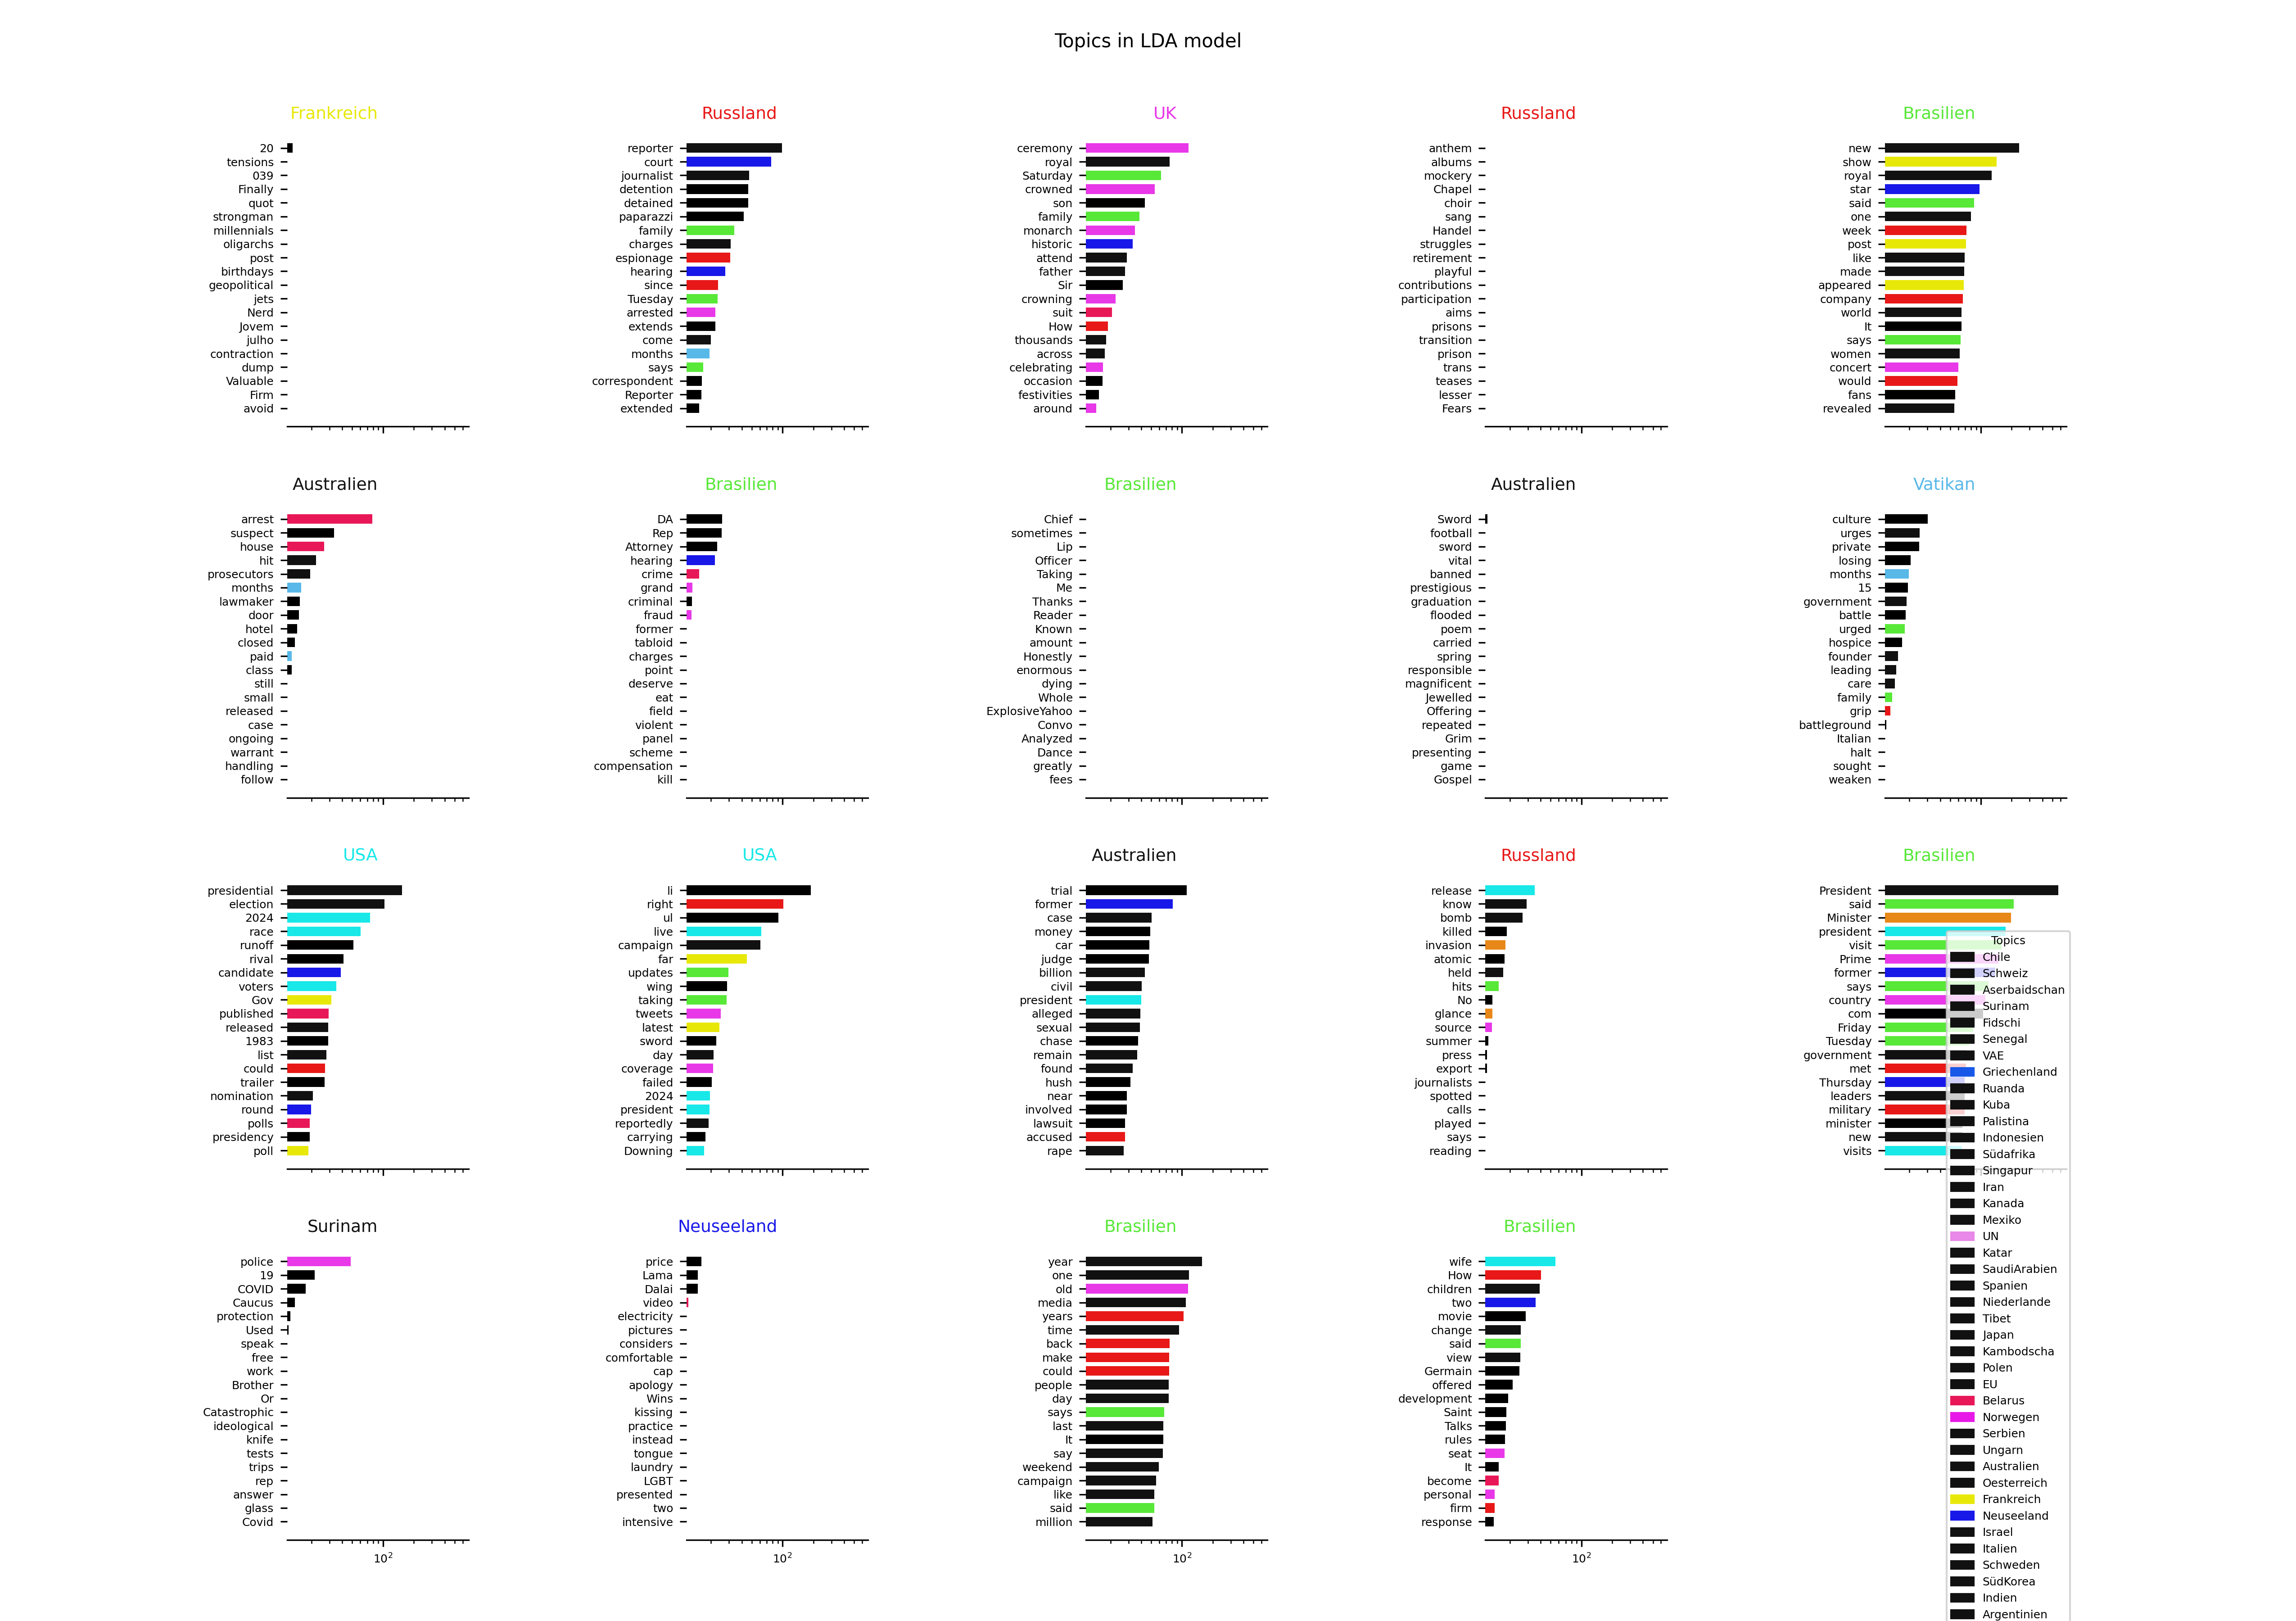 Topics in LDA model
Frankreich
20
tensions
039
Finally
quot
strongman
millennials
oligarchs
post
birthdays
geopolitical
jets
Nerd
Jovem
julho
contraction
dump
Valuable
Firm
avoid
Russland
reporter
court
journalist
detention
detained
paparazzi
family
charges
espionage
hearing
since
Tuesday
arrested
extends
come
months
says
correspondent
Reporter
extended
UK
ceremony
royal
Saturday
crowned
son
family
monarch
historic
attend
father
Sir
crowning
suit
How
thousands
across
celebrating
occasion
festivities
around
Russland
anthem
albums
mockery
Chapel
choir
sang
Handel
struggles
retirement
playful
contributions
participation
aims
prisons
transition
prison
trans
teases
lesser
Fears
Brasilien
new
show
royal
star
said
one
week
post
like
made
appeared
company
world
It
says
women
concert
would
fans
revealed
Australien
arrest
suspect
house
hit
prosecutors
months
lawmaker
door
hotel
closed
paid
class
still
small
released
case
ongoing
warrant
handling
follow
Brasilien
DA
Rep
Attorney
hearing
crime
grand
criminal
fraud
former
tabloid
charges
point
deserve
eat
field
violent
panel
scheme
compensation
kill
Brasilien
Chief
sometimes
Lip
Officer
Taking
Me
Thanks
Reader
Known
amount
Honestly
enormous
dying
Whole
ExplosiveYahoo
Convo
Analyzed
Dance
greatly
fees
Australien
Sword
football
sword
vital
banned
prestigious
graduation
flooded
poem
carried
spring
responsible
magnificent
Jewelled
Offering
repeated
Grim
presenting
game
Gospel
Vatikan
culture
urges
private
losing
months
15
government
battle
urged
hospice
founder
leading
care
family
grip
battleground
Italian
halt
sought
weaken
USA
presidential
election
2024
race
runoff
rival
candidate
voters
Gov
published
released
1983
list
could
trailer
nomination
round
polls
presidency
poll
USA
li
right
ul
live
campaign
far
updates
wing
taking
tweets
latest
sword
day
coverage
failed
2024
president
reportedly
carrying
Downing
Australien
trial
former
case
money
car
judge
billion
civil
president
alleged
sexual
chase
remain
found
hush
near
involved
lawsuit
accused
rape
Russland
release
know
bomb
killed
invasion
atomic
held
hits
No
glance
source
summer
press
export
journalists
spotted
calls
played
says
reading
Brasilien
President
said
Minister
president
visit
Prime
former
says
country
com
Friday
Tuesday
government
met
Thursday
leaders
military
minister
new
visits
Surinam
police
19
COVID
Caucus
protection
Used
speak
free
work
Brother
Or
Catastrophic
ideological
knife
tests
trips
rep
answer
glass
Covid
10²
Neuseeland
price
Lama
Dalai
video
electricity
pictures
considers
comfortable
cap
apology
Wins
kissing
practice
instead
tongue
laundry
LGBT
presented
two
intensive
10²
Brasilien
year
one
old
media
years
time
back
make
could
people
day
says
last
It
say
weekend
campaign
like
said
million
10²
Brasilien
wife
How
children
two
movie
change
said
view
Germain
offered
development
Saint
Talks
rules
seat
It
become
personal
firm
response
10²
Topics
Chile
Schweiz
Aserbaidschan
Surinam
Fidschi
Senegal
VAE
Griechenland
Ruanda
Kuba
Palistina
Indonesien
Südafrika
Singapur
Iran
Kanada
Mexiko
UN
Katar
SaudiArabien
Spanien
Niederlande
Tibet
Japan
Kambodscha
Polen
EU
Belarus
Norwegen
Serbien
Ungarn
Australien
Oesterreich
Frankreich
Neuseeland
Israel
Italien
Schweden
SüdKorea
Indien
Argentinien